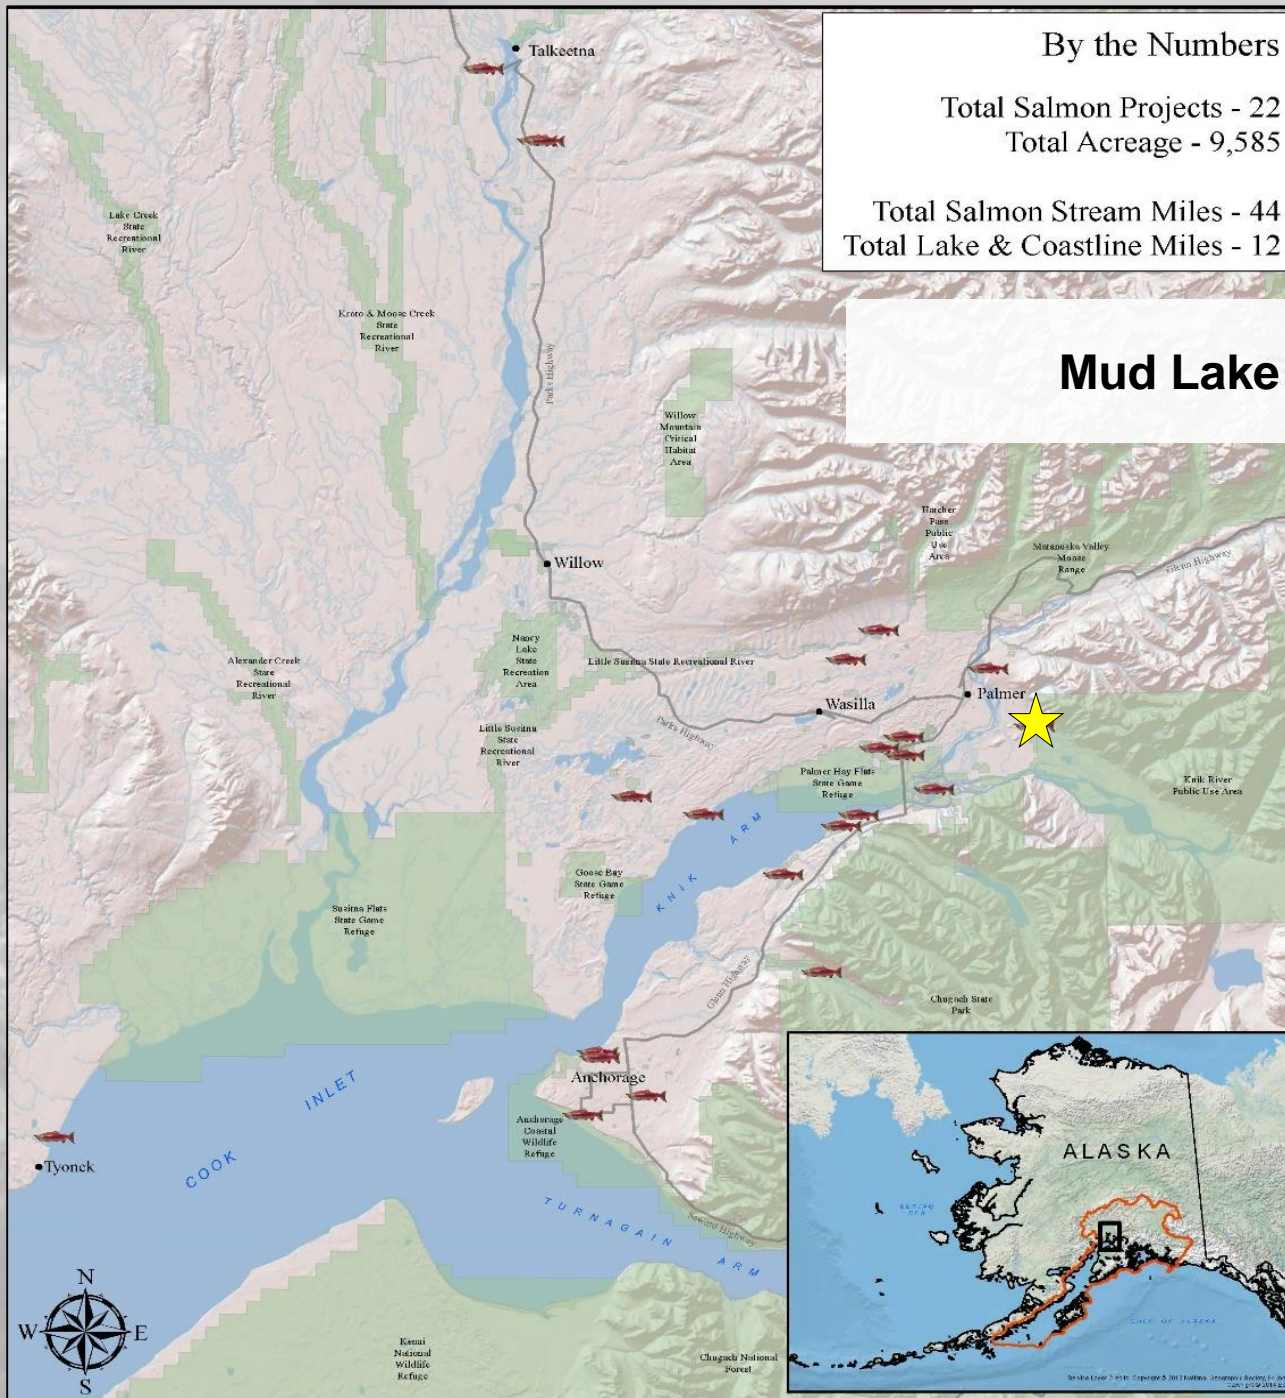 Talkeetna
By the Numbers
Total Salmon Projects - 22
Total Acreage - 9,585
Total Salmon Stream Miles - 44
Total Lake & Coastline Miles - 12
Mud Lake
Lake Creek
State
Recreational
River
Kroto & Moose Creek
State
Recreational
River
Parks Highway
Willow
Mountain
Critical
Habitat
Area
Hatcher
Pass
Public
Use
Area
Matanuska Valley
Moose
Range
Glenn Highway
Willow
Nancy
Lake
State
Recreation
Area
Little Susitna State Recreational River
Alexander Creek
State
Recreational
River
Palmer
Wasilla
Parks Highway
Little Susitna
State
Recreational
River
Palmer Hay Flats
State Game
Refuge
Knik River
Public Use Area
KNIK ARM
Goose Bay
State Game
Refuge
Susitna Flats
State Game
Refuge
Glenn Highway
Chugach State
Park
Anchorage
Anchorage
Coastal
Wildlife
Refuge
COOK INLET
Tyonek
TURNAGAIN ARM
Seward Highway
N
W E
S
Kenai
National
Wildlife
Refuge
Chugach National
Forest
ALASKA
BERING
SEA
GULF OF ALASKA